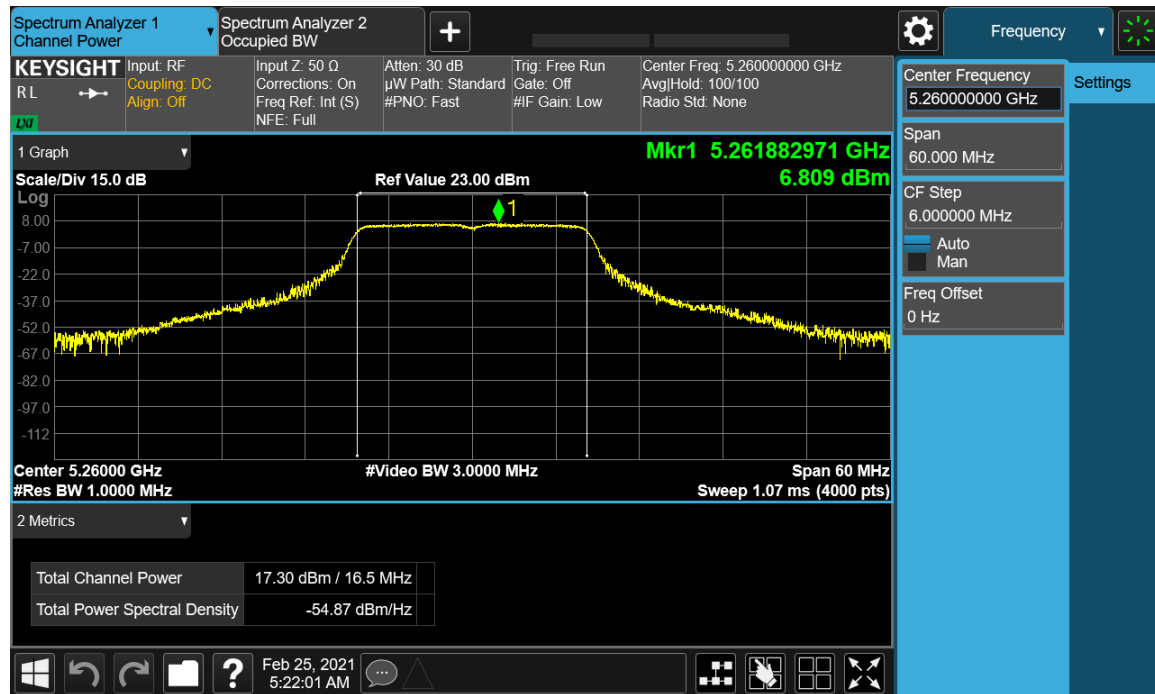 Spectrum Analyzer 1
Channel Power
Spectrum Analyzer 2
Occupied BW
+
Frequency
KEYSIGHT
R L
LXI
Input: RF
Coupling: DC
Align: Off
Input Z: 50 Ω
Corrections: On
Freq Ref: Int (S)
NFE: Full
Atten: 30 dB
µW Path: Standard
#PNO: Fast
Trig: Free Run
Gate: Off
#IF Gain: Low
Center Freq: 5.260000000 GHz
Avg|Hold: 100/100
Radio Std: None
Center Frequency
5.260000000 GHz
Settings
Span
60.000 MHz
CF Step
6.000000 MHz
Auto
Man
Freq Offset
0 Hz
1 Graph
Mkr1 5.261882971 GHz
6.809 dBm
Scale/Div 15.0 dB
Ref Value 23.00 dBm
Log
1
8.00
-7.00
-22.0
-37.0
-52.0
-67.0
-82.0
-97.0
-112
Center 5.26000 GHz
#Video BW 3.0000 MHz
Span 60 MHz
#Res BW 1.0000 MHz
Sweep 1.07 ms (4000 pts)
2 Metrics
Total Channel Power 17.30 dBm / 16.5 MHz
Total Power Spectral Density -54.87 dBm/Hz
?
Feb 25, 2021
5:22:01 AM